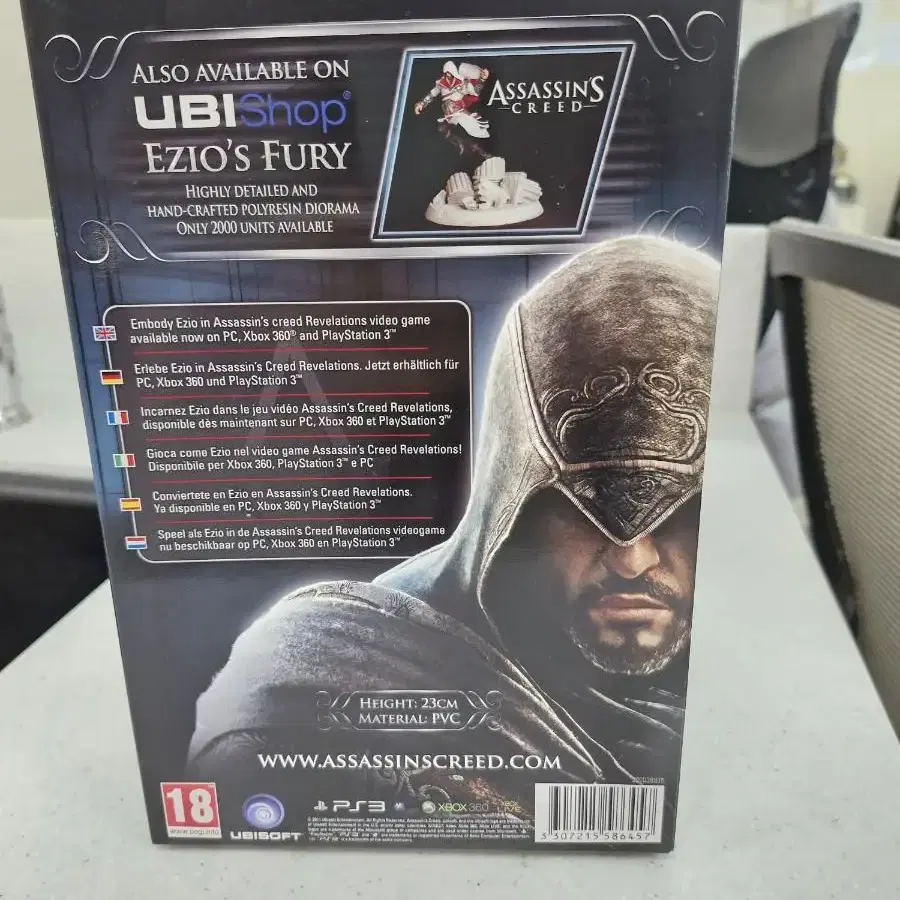 ALSO AVAILABLE ON
UBIShop®
EZIO'S FURY
HIGHLY DETAILED AND
HAND-CRAFTED POLYRESIN DIORAMA
ONLY 2000 UNITS AVAILABLE
ASSASSIN'S
CREED
Embody Ezio in Assassin's creed Revelations video game
available now on PC, Xbox 360® and PlayStation 3™
Erlebe Ezio in Assassin's Creed Revelations. Jetzt erhältlich für
PC, Xbox 360 und PlayStation 3™
Incarnez Ezio dans le jeu vidéo Assassin's Creed Revelations,
disponible dès maintenant sur PC, Xbox 360 et PlayStation 3™
Gioca come Ezio nel video game Assassin's Creed Revelations!
Disponibile per Xbox 360, PlayStation 3™ e PC
Conviertete en Ezio en Assassin's Creed Revelations.
Ya disponible en PC, Xbox 360 y PlayStation 3™
Speel als Ezio in de Assassin's Creed Revelations videogame
nu beschikbaar op PC, Xbox 360 en PlayStation 3™
HEIGHT: 23CM
MATERIAL: PVC
WWW.ASSASSINSCREED.COM
18
www.pegi.info
UBISOFT
PS3
XBOX 360
XBOX LIVE
3 307215 586457